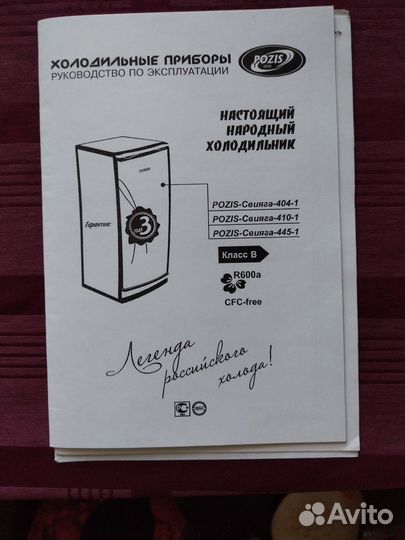 ХОЛОДИЛЬНЫЕ ПРИБОРЫ
РУКОВОДСТВО ПО ЭКСПЛУАТАЦИИ
POZIS
НАСТОЯЩИЙ
НАРОДНЫЙ
ХОЛОДИЛЬНИК
POZIS-Свияга-404-1
POZIS-Свияга-410-1
POZIS-Свияга-445-1
Гарантия:
3
Класс В
R600a
CFC-free
Легенда
российского
холода!
Avito